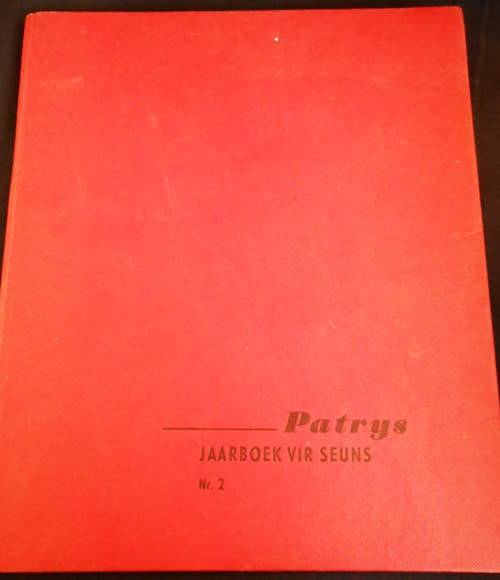 Patrys
JAARBOEK VIR SEUNS
Nr. 2